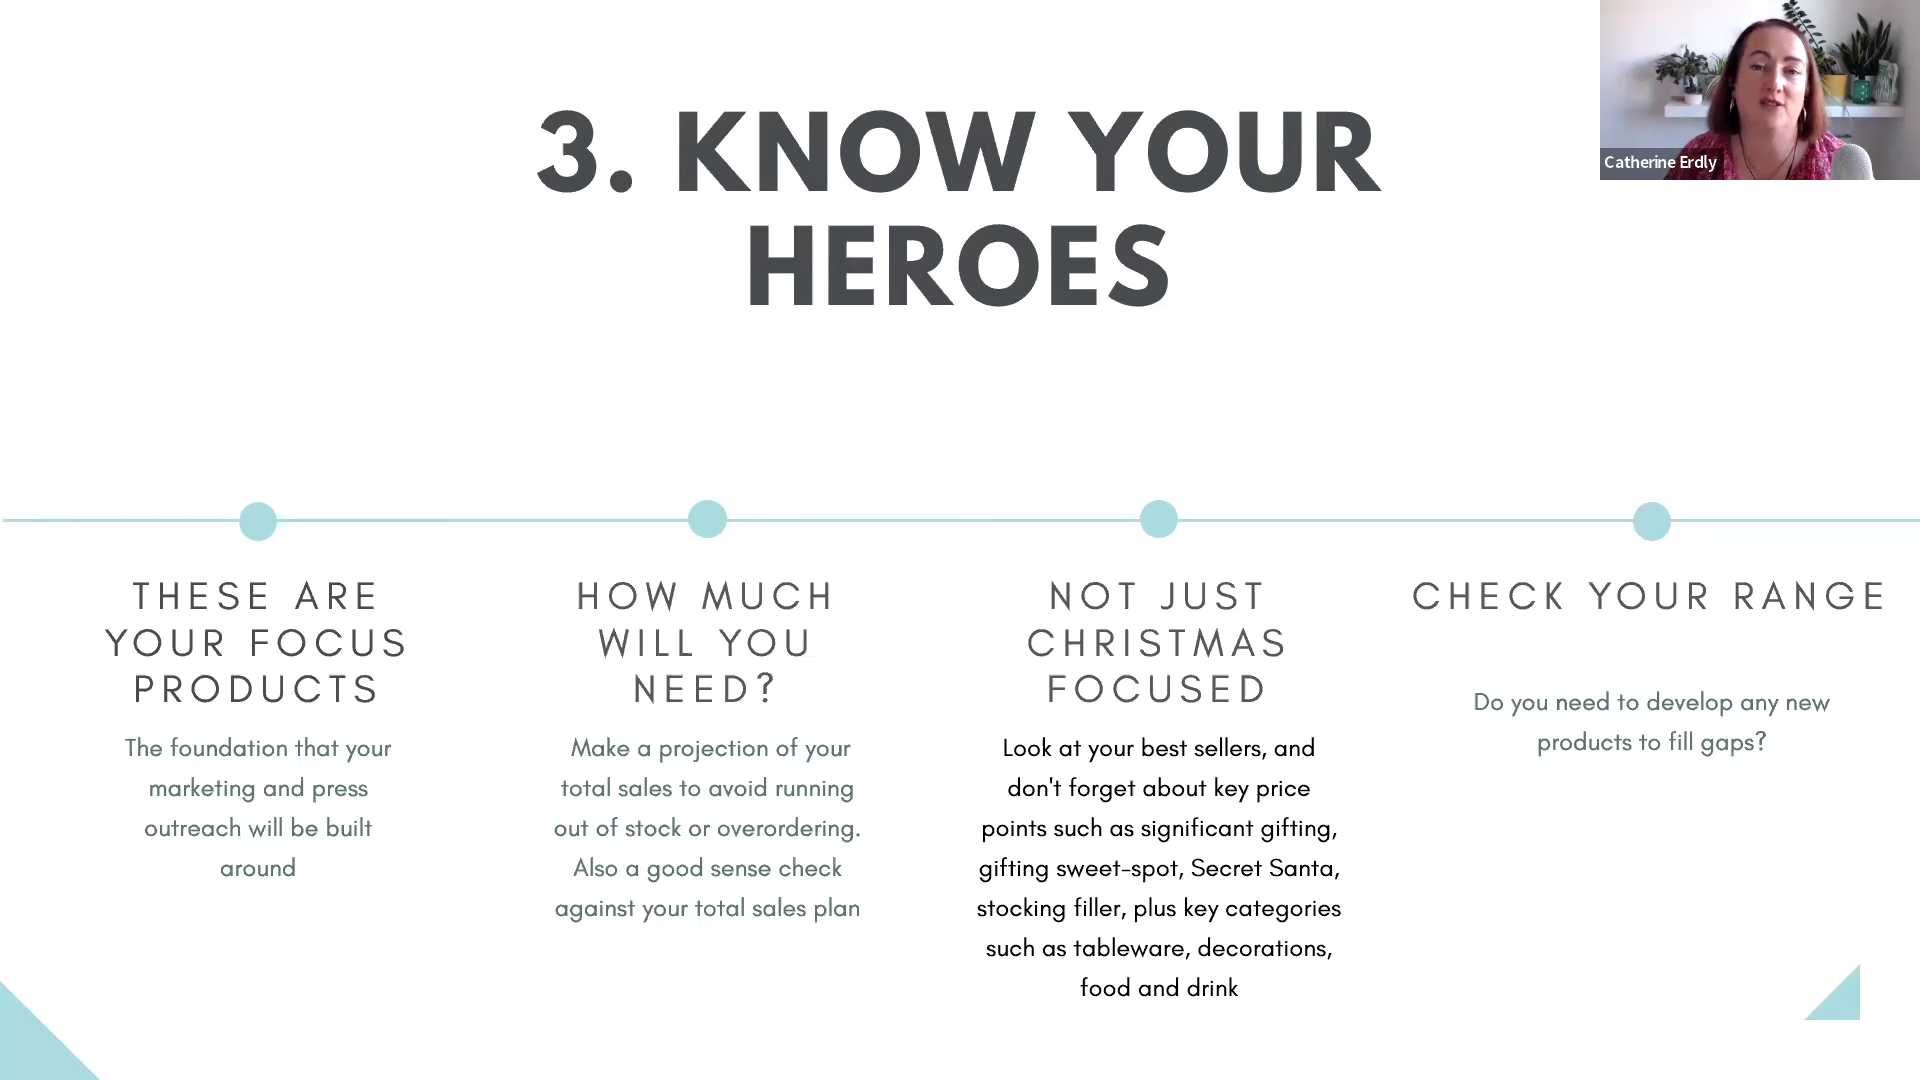 3. KNOW YOUR
HEROES
Catherine Erdly
THESE ARE
YOUR FOCUS
PRODUCTS
The foundation that your
marketing and press
outreach will be built
around
HOW MUCH
WILL YOU
NEED?
Make a projection of your
total sales to avoid running
out of stock or overordering.
Also a good sense check
against your total sales plan
NOT JUST
CHRISTMAS
FOCUSED
Look at your best sellers, and
don't forget about key price
points such as significant gifting,
gifting sweet-spot, Secret Santa,
stocking filler, plus key categories
such as tableware, decorations,
food and drink
CHECK YOUR RANGE
Do you need to develop any new
products to fill gaps?